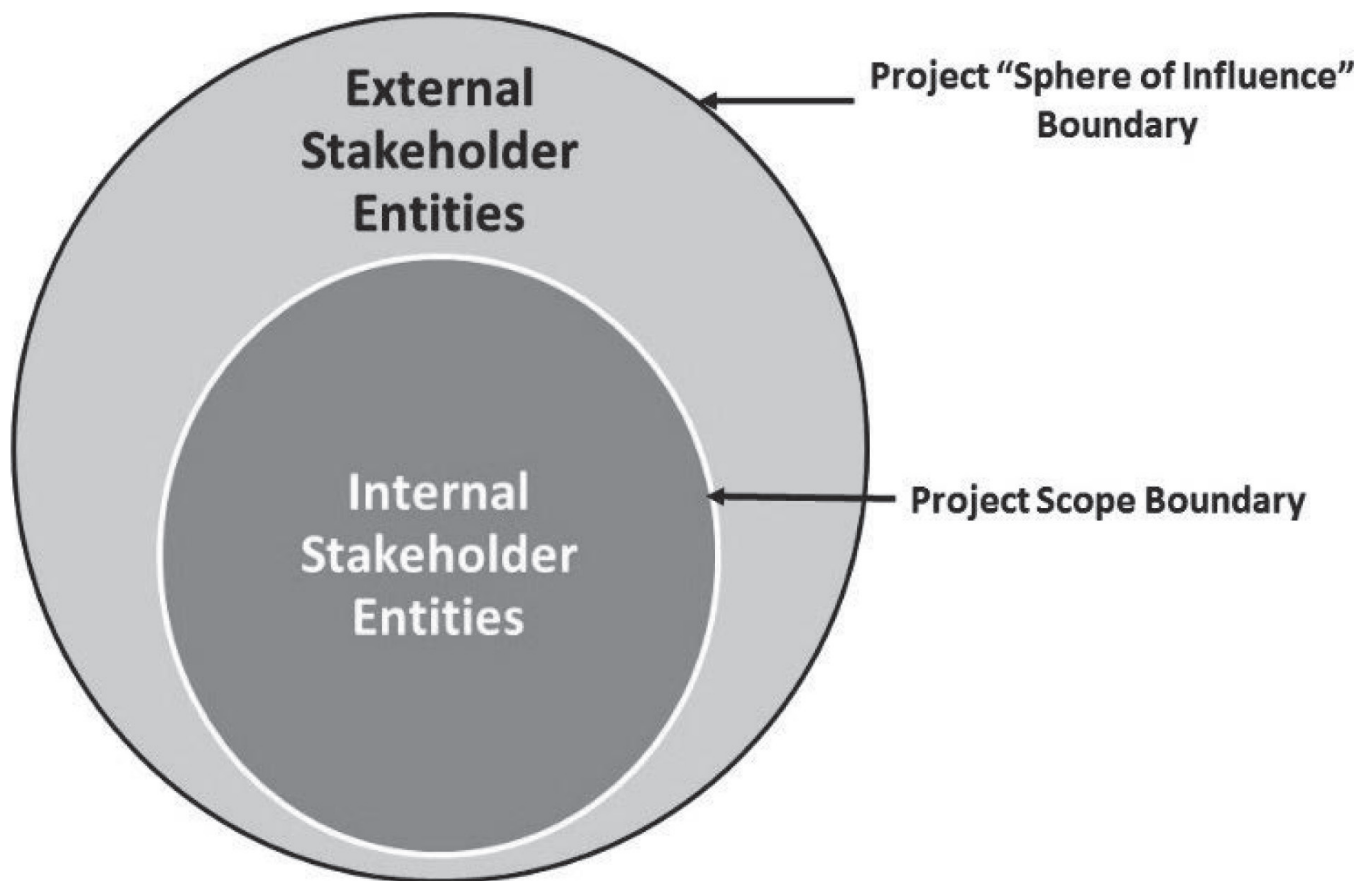 External
Stakeholder
Entities
Project “Sphere of Influence”
Boundary
Internal
Stakeholder
Entities
Project Scope Boundary